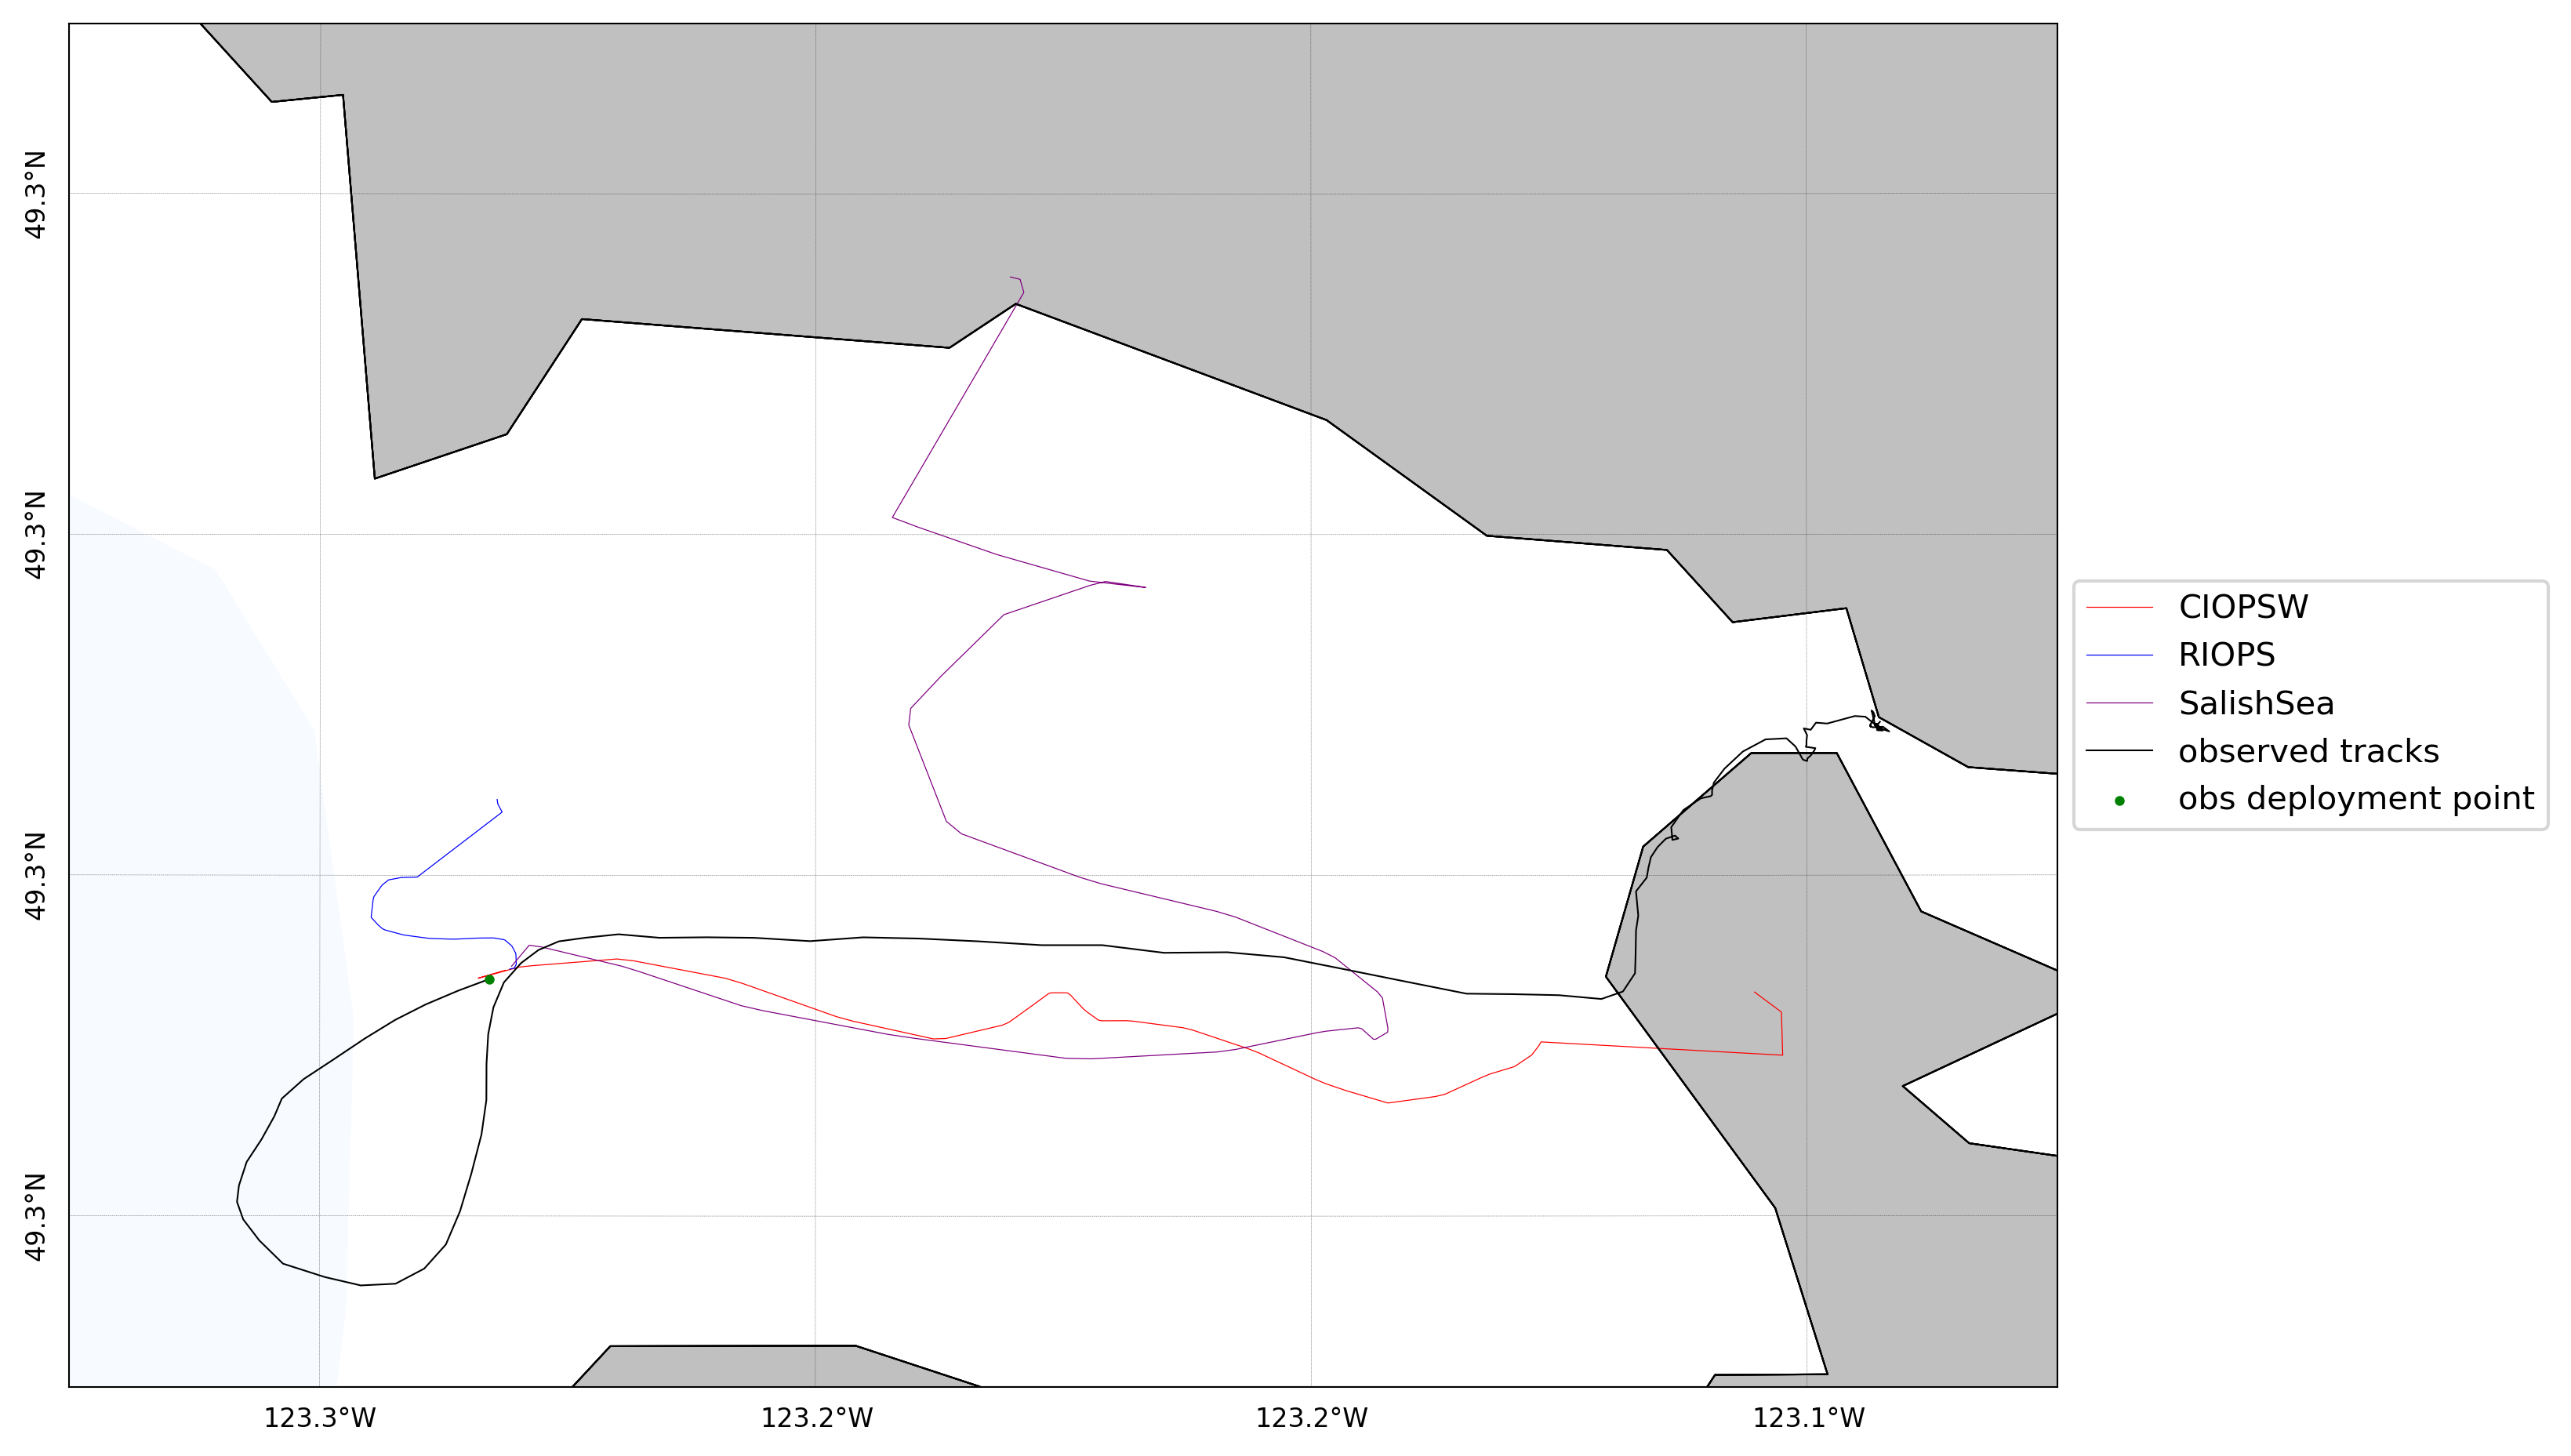 49.3°N
49.3°N
49.3°N
49.3°N
123.3°W
123.2°W
123.2°W
123.1°W
CIOPSW
RIOPS
SalishSea
observed tracks
obs deployment point